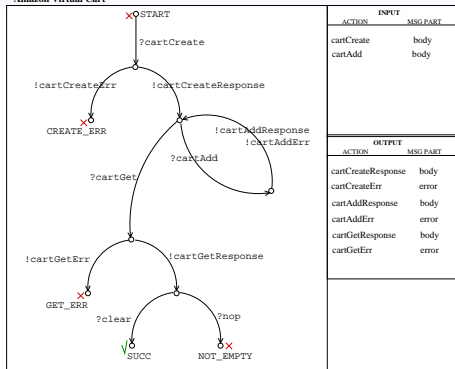 Amazon Virtual Cart
START
?cartCreate
!cartCreateErr
!cartCreateResponse
CREATE_ERR
!cartAddResponse
!cartAddErr
?cartAdd
?cartGet
!cartGetErr
!cartGetResponse
GET_ERR
?clear
?nop
SUCC
NOT_EMPTY
INPUT
ACTION MSG PART
cartCreate body
cartAdd body
OUTPUT
ACTION MSG PART
cartCreateResponse body
cartCreateErr error
cartAddResponse body
cartAddErr error
cartGetResponse body
cartGetErr error